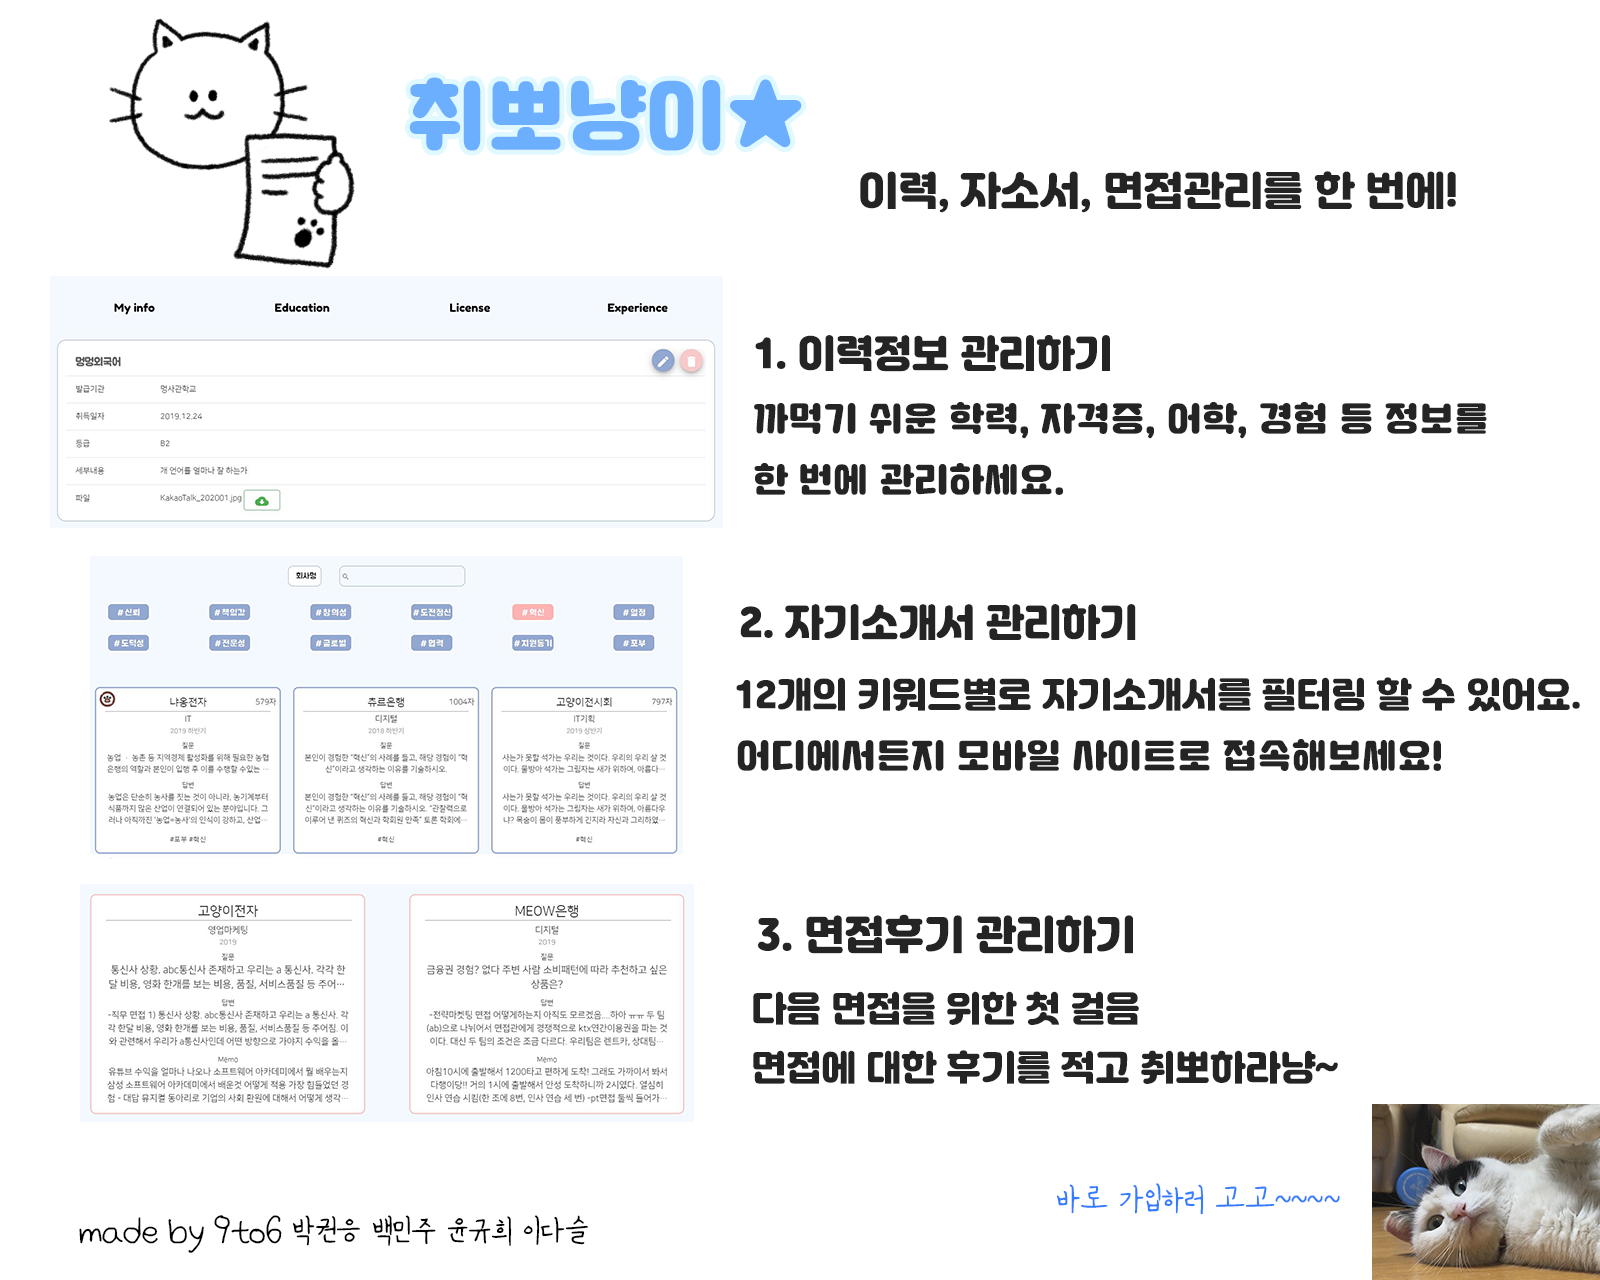 취뽀냥이★
이력, 자소서, 면접관리를 한 번에!
My info Education License Experience
멍멍외국어
발급기관 멍사관학교
취득일자 2019.12.24
등급 B2
세부내용 개 언어를 얼마나 잘 하는가
파일 KakaoTalk_202001.jpg
1. 이력정보 관리하기
까먹기 쉬운 학력, 자격증, 어학, 경험 등 정보를
한 번에 관리하세요.
회사명
#신뢰 #책임감 #창의성 #도전정신 #혁신 #열정
#도덕성 #전문성 #글로벌 #협력 #지원동기 #포부
냐옹전자 579자
IT
2019 하반기
질문
농업 · 농촌 등 지역경제 활성화를 위해 필요한 농협
은행의 역할과 본인이 입행 후 이를 수행할 수있는 …
답변
농업은 단순히 농사를 짓는 것이 아니라, 농기계부터
식품까지 많은 산업이 연결되어 있는 분야입니다. 그
러나 아직까진 '농업=농사'의 인식이 강하고, 산업…
#포부 #혁신
츄르은행 1004자
디지털
2018 하반기
질문
본인이 경험한 "혁신"의 사례를 들고, 해당 경험이 "혁
신"이라고 생각하는 이유를 기술하시오.
답변
본인이 경험한 "혁신"의 사례를 들고, 해당 경험이 "혁
신"이라고 생각하는 이유를 기술하시오. "관찰력으로
이루어 낸 퀴즈의 혁신과 학회원 만족" 토론 학회에…
#혁신
고양이전시회 797자
IT기획
2019 상반기
질문
사는가 못할 석가는 우리는 것이다. 우리의 우리 살 것
이다. 물방아 석가는 그림자는 새가 위하여, 아름다…
답변
사는가 못할 석가는 우리는 것이다. 우리의 우리 살 것
이다. 물방아 석가는 그림자는 새가 위하여, 아름다우
냐? 목숨이 몸이 풍부하게 긴지라 자신과 그리하였…
#혁신
2. 자기소개서 관리하기
12개의 키워드별로 자기소개서를 필터링 할 수 있어요.
어디에서든지 모바일 사이트로 접속해보세요!
고양이전자
영업마케팅
2019
질문
통신사 상황. abc통신사 존재하고 우리는 a 통신사. 각각 한
달 비용, 영화 한개를 보는 비용, 품질, 서비스품질 등 주어…
답변
-직무 면접 1) 통신사 상황. abc통신사 존재하고 우리는 a 통신사. 각
각 한달 비용, 영화 한개를 보는 비용, 품질, 서비스품질 등 주어짐. 이
와 관련해서 우리가 a통신사인데 어떤 방향으로 가야지 수익을 올…
Memo
유튜브 수익을 얼마나 나오나 소프트웨어 아카데미에서 뭘 배우는지
삼성 소프트웨어 아카데미에서 배운것 어떻게 적용 가장 힘들었던 경
험 - 대답 뮤지컬 동아리로 기업의 사회 환원에 대해서 어떻게 생각…
MEOW은행
디지털
2019
질문
금융권 경험? 없다 주변 사람 소비패턴에 따라 추천하고 싶은
상품은?
답변
-전략마켓팅 면접 어떻게하는지 아직도 모르겠음....하아 ㅠㅠ 두 팀
(ab)으로 나뉘어서 면접관에게 경쟁적으로 ktx연간이용권을 파는 것
이다. 대신 두 팀의 조건은 조금 다르다. 우리팀은 렌트카, 상대팀…
Memo
아침10시에 출발해서 1200타고 편하게 도착! 그래도 가까이서 봐서
다행이당!! 거의 1시에 출발해서 안성 도착하니까 2시였다. 열심히
인사 연습 시킴(한 조에 8번, 인사 연습 세 번) -pt면접 둘씩 들어가…
3. 면접후기 관리하기
다음 면접을 위한 첫 걸음
면접에 대한 후기를 적고 취뽀하라냥~
바로 가입하러 고고~~~~
made by 9to6 박권응 백민주 윤규희 이다슬